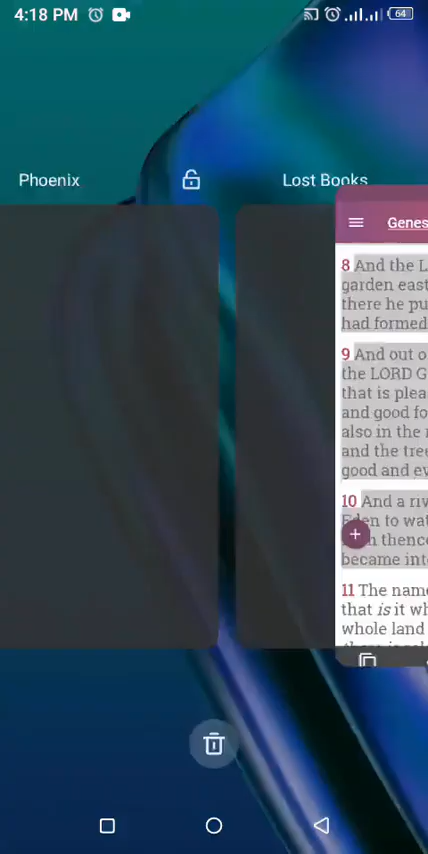 4:18 PM
64
Phoenix
Lost Books
Genes
8 And the L
garden east
there he pu
had formed
9 And out o
the LORD G
that is plea
and good fo
also in the
and the tree
good and ev
10 And a riv
Eden to wat
thence
became int
11 The name
that is it wh
whole land